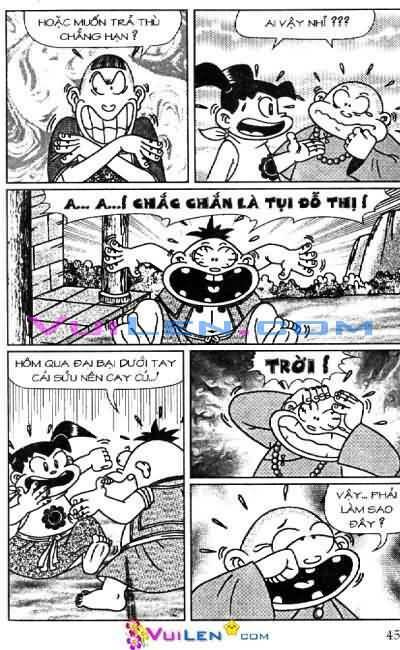 HOẶC MUỐN TRẢ THÙ
CHẲNG HẠN ?
AI VẬY NHỈ ???
A... A...! CHẮC CHẮN LÀ TỤI ĐỖ THỊ !
VUILEN.COM
HÔM QUA ĐẠI BẠI DƯỚI TAY
CẢI SỬU NÊN CAY CÚ...!
TRỜI !
VẬY... PHẢI
LÀM SAO
ĐÂY ?
45
VUILEN COM